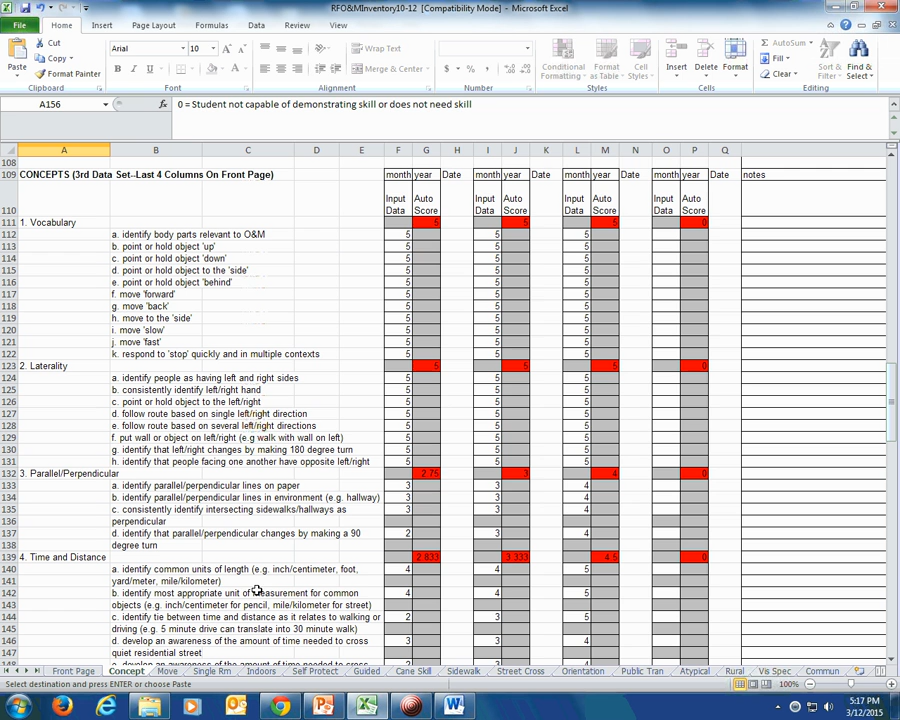 RFO&MInventory10-12 [Compatibility Mode] - Microsoft Excel
File Home Insert Page Layout Formulas Data Review View
Paste Cut Copy Format Painter Clipboard
Arial 10 Font
Wrap Text Merge & Center Alignment
Number
Conditional Formatting Format as Table Cell Styles Styles
Insert Delete Format Cells
AutoSum Fill Clear Sort & Filter Find & Select Editing
A156 fx 0 = Student not capable of demonstrating skill or does not need skill
A B C D E F G H I J K L M N O P Q
108
109 CONCEPTS (3rd Data Set--Last 4 Columns On Front Page) month year Date month year Date month year Date month year Date notes
110 Input Data Auto Score Input Data Auto Score Input Data Auto Score Input Data Auto Score
111 1. Vocabulary 5 5 5 0
112 a. identify body parts relevant to O&M 5 5 5
113 b. point or hold object 'up' 5 5 5
114 c. point or hold object 'down' 5 5 5
115 d. point or hold object to the 'side' 5 5 5
116 e. point or hold object 'behind' 5 5 5
117 f. move 'forward' 5 5 5
118 g. move 'back' 5 5 5
119 h. move to the 'side' 5 5 5
120 i. move 'slow' 5 5 5
121 j. move 'fast' 5 5 5
122 k. respond to 'stop' quickly and in multiple contexts 5 5 5
123 2. Laterality 5 5 5 0
124 a. identify people as having left and right sides 5 5 5
125 b. consistently identify left/right hand 5 5 5
126 c. point or hold object to the left/right 5 5 5
127 d. follow route based on single left/right direction 5 5 5
128 e. follow route based on several left/right directions 5 5 5
129 f. put wall or object on left/right (e.g walk with wall on left) 5 5 5
130 g. identify that left/right changes by making 180 degree turn 5 5 5
131 h. identify that people facing one another have opposite left/right 5 5 5
132 3. Parallel/Perpendicular 2.75 3 4 0
133 a. identify parallel/perpendicular lines on paper 3 3 4
134 b. identify parallel/perpendicular lines in environment (e.g. hallway) 3 3 4
135 c. consistently identify intersecting sidewalks/hallways as 3 3 4
136 perpendicular
137 d. identify that parallel/perpendicular changes by making a 90 2 3 4
138 degree turn
139 4. Time and Distance 2.833 3.333 4.5 0
140 a. identify common units of length (e.g. inch/centimeter, foot, 4 4 5
141 yard/meter, mile/kilometer)
142 b. identify most appropriate unit of measurement for common 4 4 5
143 objects (e.g. inch/centimeter for pencil, mile/kilometer for street)
144 c. identify tie between time and distance as it relates to walking or 2 3 5
145 driving (e.g. 5 minute drive can translate into 30 minute walk)
146 d. develop an awareness of the amount of time needed to cross 2 3 4
147 quiet residential street
148 e. develop an awareness of the amount of time needed to cross
Front Page Concept Move Single Rm Indoors Self Protect Guided Cane Skill Sidewalk Street Cross Orientation Public Tran Atypical Rural Vis Spec Commun
Select destination and press ENTER or choose Paste 100%
5:17 PM
3/12/2015